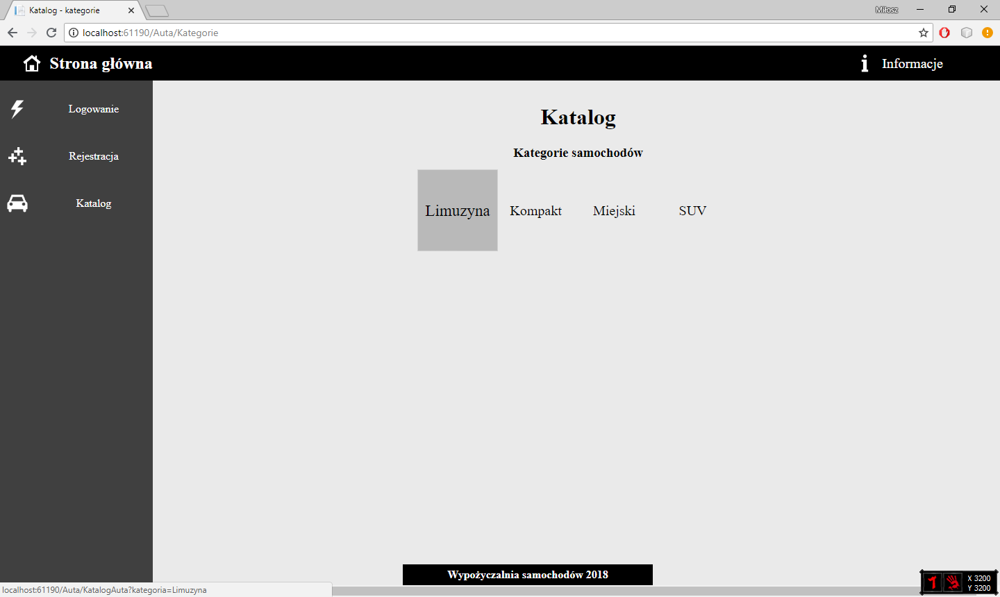 Katalog - kategorie
Miłosz
localhost:61190/Auta/Kategorie
Strona główna
Informacje
Logowanie
Rejestracja
Katalog
Katalog
Kategorie samochodów
Limuzyna Kompakt Miejski SUV
Wypożyczalnia samochodów 2018
localhost:61190/Auta/KatalogAuta?kategoria=Limuzyna
X 3200
Y 3200